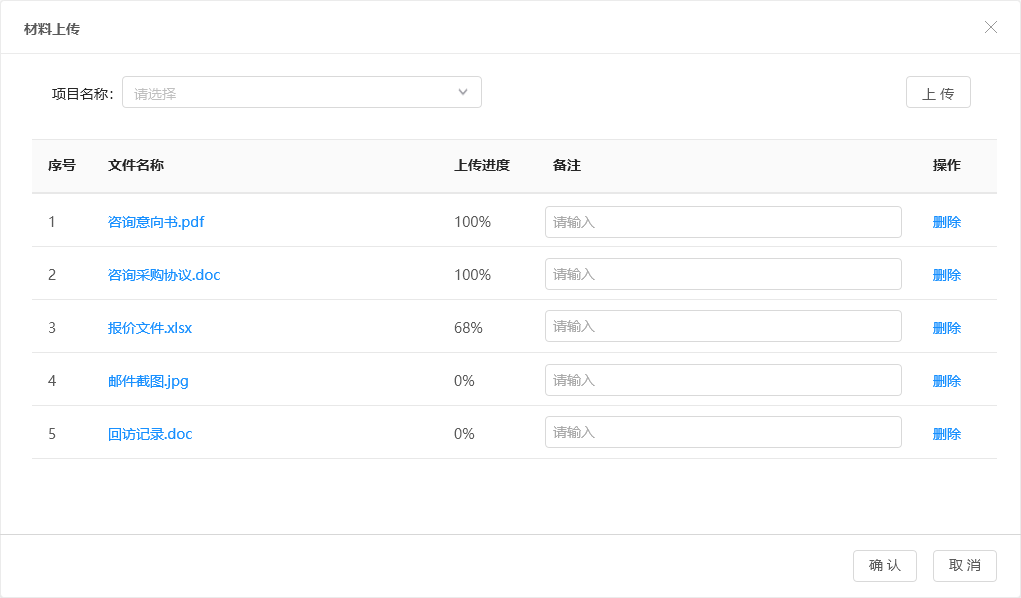 材料上传
项目名称: 请选择 上 传
序号 文件名称 上传进度 备注 操作
1 咨询意向书.pdf 100% 请输入 删除
2 咨询采购协议.doc 100% 请输入 删除
3 报价文件.xlsx 68% 请输入 删除
4 邮件截图.jpg 0% 请输入 删除
5 回访记录.doc 0% 请输入 删除
确 认 取 消